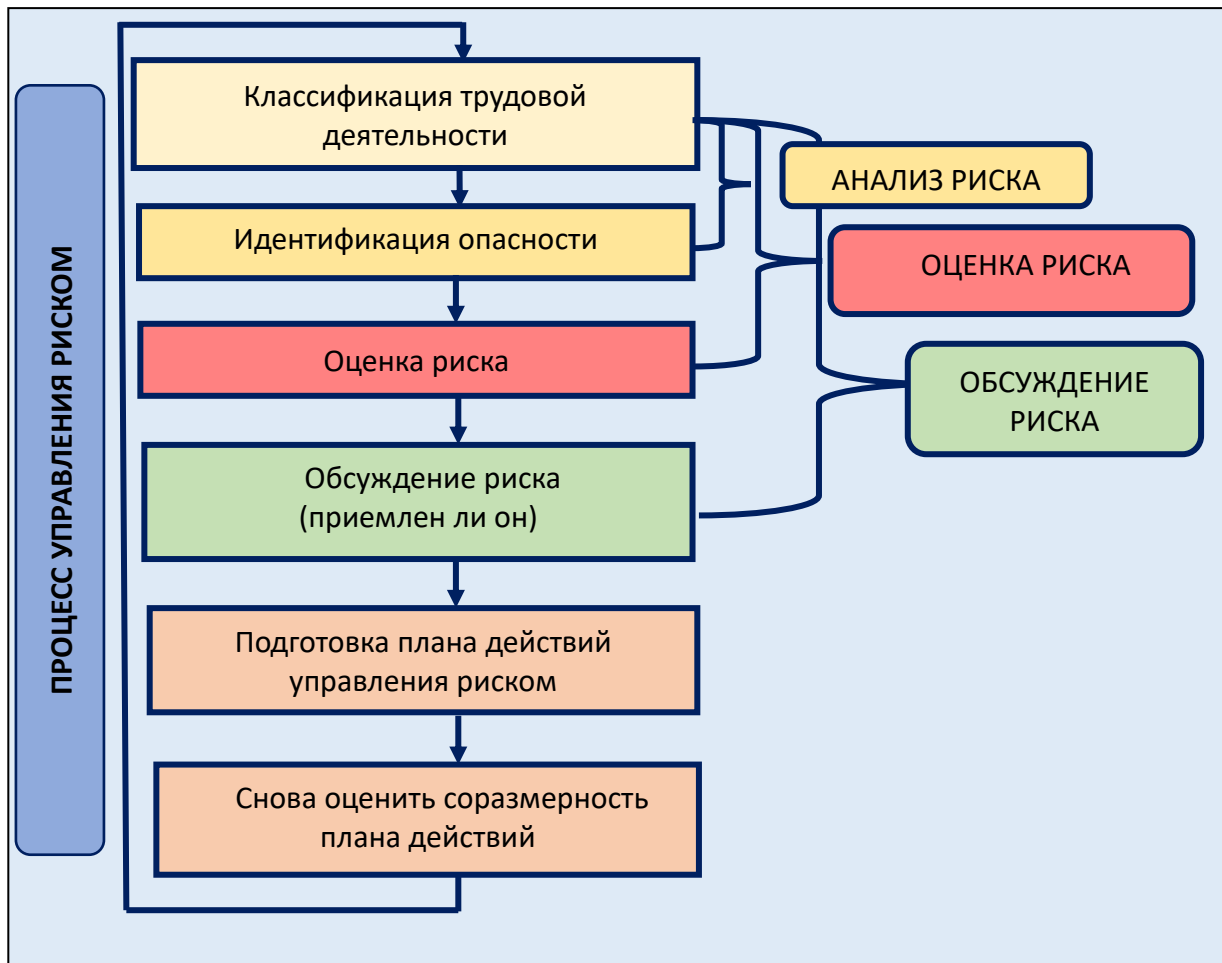 ПРОЦЕСС УПРАВЛЕНИЯ РИСКОМ
Классификация трудовой
деятельности
Идентификация опасности
Оценка риска
Обсуждение риска
(приемлен ли он)
Подготовка плана действий
управления риском
Снова оценить соразмерность
плана действий
АНАЛИЗ РИСКА
ОЦЕНКА РИСКА
ОБСУЖДЕНИЕ
РИСКА